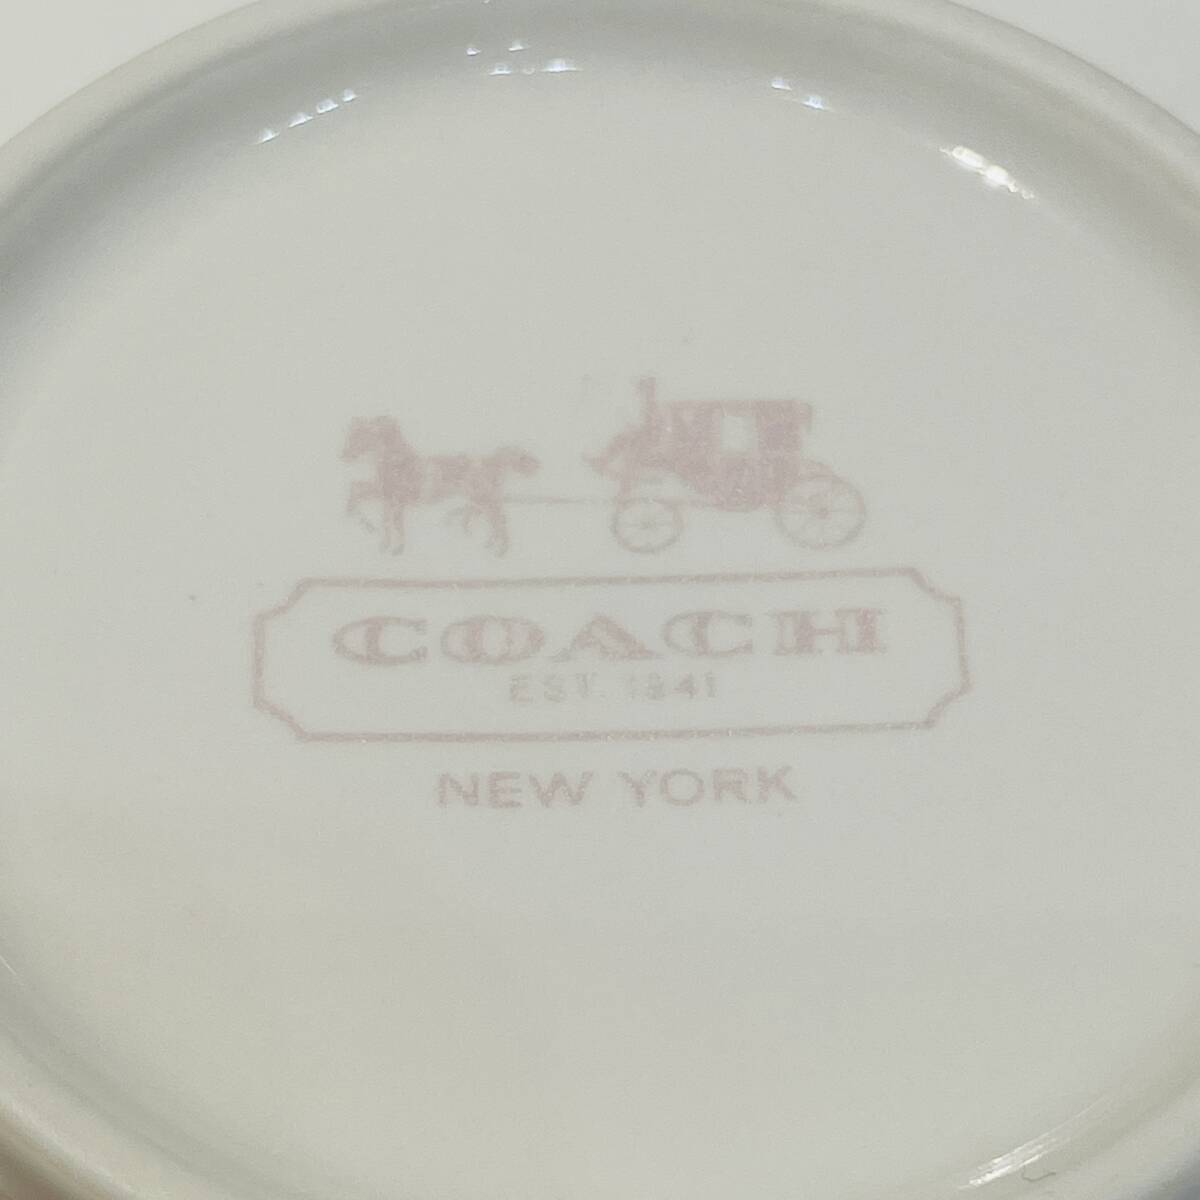 COACH
EST. 1941
NEW YORK